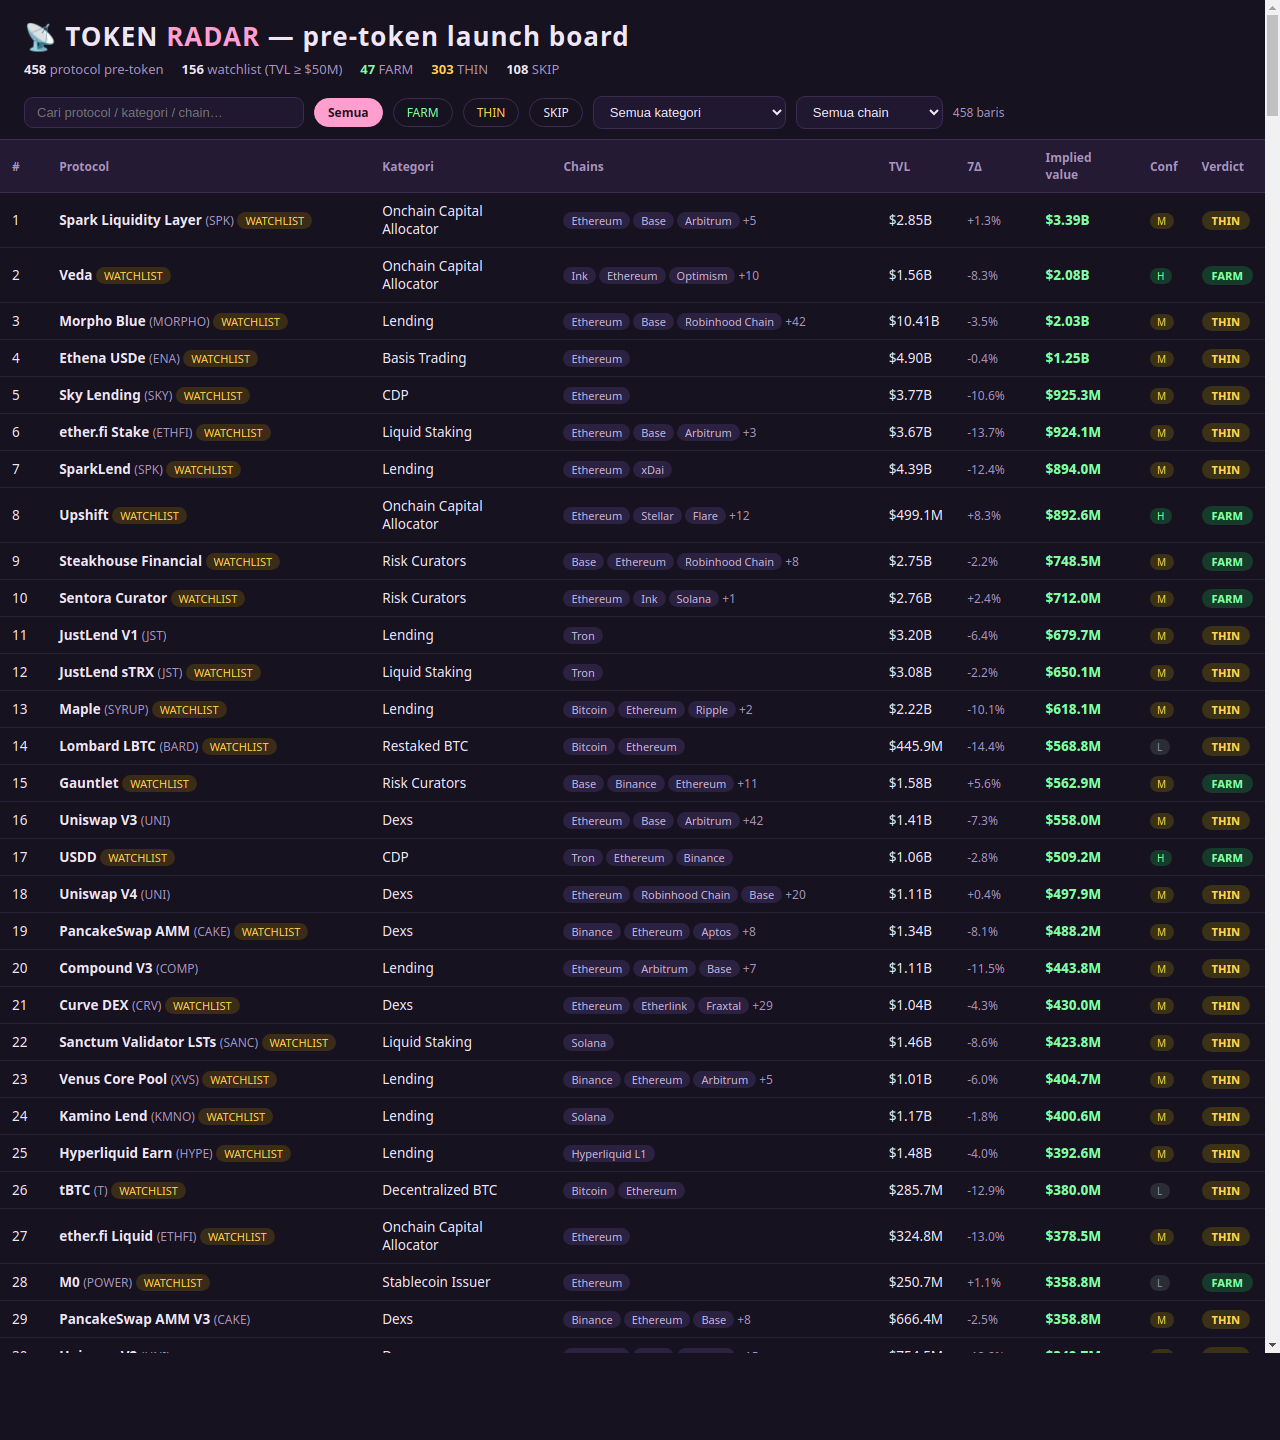 📡 TOKEN RADAR — pre-token launch board
458 protocol pre-token 156 watchlist (TVL ≥ $50M) 47 FARM 303 THIN 108 SKIP
Cari protocol / kategori / chain… Semua FARM THIN SKIP Semua kategori Semua chain 458 baris
# Protocol Kategori Chains TVL 7Δ Implied value Conf Verdict
1 Spark Liquidity Layer (SPK) WATCHLIST Onchain Capital Allocator Ethereum Base Arbitrum +5 $2.85B +1.3% $3.39B M THIN
2 Veda WATCHLIST Onchain Capital Allocator Ink Ethereum Optimism +10 $1.56B -8.3% $2.08B H FARM
3 Morpho Blue (MORPHO) WATCHLIST Lending Ethereum Base Robinhood Chain +42 $10.41B -3.5% $2.03B M THIN
4 Ethena USDe (ENA) WATCHLIST Basis Trading Ethereum $4.90B -0.4% $1.25B M THIN
5 Sky Lending (SKY) WATCHLIST CDP Ethereum $3.77B -10.6% $925.3M M THIN
6 ether.fi Stake (ETHFI) WATCHLIST Liquid Staking Ethereum Base Arbitrum +3 $3.67B -13.7% $924.1M M THIN
7 SparkLend (SPK) WATCHLIST Lending Ethereum xDai $4.39B -12.4% $894.0M M THIN
8 Upshift WATCHLIST Onchain Capital Allocator Ethereum Stellar Flare +12 $499.1M +8.3% $892.6M H FARM
9 Steakhouse Financial WATCHLIST Risk Curators Base Ethereum Robinhood Chain +8 $2.75B -2.2% $748.5M M FARM
10 Sentora Curator WATCHLIST Risk Curators Ethereum Ink Solana +1 $2.76B +2.4% $712.0M M FARM
11 JustLend V1 (JST) Lending Tron $3.20B -6.4% $679.7M M THIN
12 JustLend sTRX (JST) WATCHLIST Liquid Staking Tron $3.08B -2.2% $650.1M M THIN
13 Maple (SYRUP) WATCHLIST Lending Bitcoin Ethereum Ripple +2 $2.22B -10.1% $618.1M M THIN
14 Lombard LBTC (BARD) WATCHLIST Restaked BTC Bitcoin Ethereum $445.9M -14.4% $568.8M L THIN
15 Gauntlet WATCHLIST Risk Curators Base Binance Ethereum +11 $1.58B +5.6% $562.9M M FARM
16 Uniswap V3 (UNI) Dexs Ethereum Base Arbitrum +42 $1.41B -7.3% $558.0M M THIN
17 USDD WATCHLIST CDP Tron Ethereum Binance $1.06B -2.8% $509.2M H FARM
18 Uniswap V4 (UNI) Dexs Ethereum Robinhood Chain Base +20 $1.11B +0.4% $497.9M M THIN
19 PancakeSwap AMM (CAKE) WATCHLIST Dexs Binance Ethereum Aptos +8 $1.34B -8.1% $488.2M M THIN
20 Compound V3 (COMP) Lending Ethereum Arbitrum Base +7 $1.11B -11.5% $443.8M M THIN
21 Curve DEX (CRV) WATCHLIST Dexs Ethereum Etherlink Fraxtal +29 $1.04B -4.3% $430.0M M THIN
22 Sanctum Validator LSTs (SANC) WATCHLIST Liquid Staking Solana $1.46B -8.6% $423.8M M THIN
23 Venus Core Pool (XVS) WATCHLIST Lending Binance Ethereum Arbitrum +5 $1.01B -6.0% $404.7M M THIN
24 Kamino Lend (KMNO) WATCHLIST Lending Solana $1.17B -1.8% $400.6M M THIN
25 Hyperliquid Earn (HYPE) WATCHLIST Lending Hyperliquid L1 $1.48B -4.0% $392.6M M THIN
26 tBTC (T) WATCHLIST Decentralized BTC Bitcoin Ethereum $285.7M -12.9% $380.0M L THIN
27 ether.fi Liquid (ETHFI) WATCHLIST Onchain Capital Allocator Ethereum $324.8M -13.0% $378.5M M THIN
28 M0 (POWER) WATCHLIST Stablecoin Issuer Ethereum $250.7M +1.1% $358.8M L FARM
29 PancakeSwap AMM V3 (CAKE) Dexs Binance Ethereum Base +8 $666.4M -2.5% $358.8M M THIN